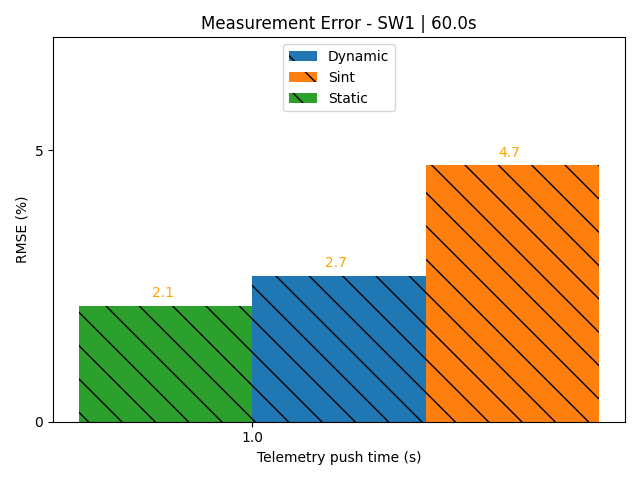 Measurement Error - SW1 | 60.0s
Dynamic
Sint
Static
RMSE (%)
5
0
2.1
2.7
4.7
1.0
Telemetry push time (s)